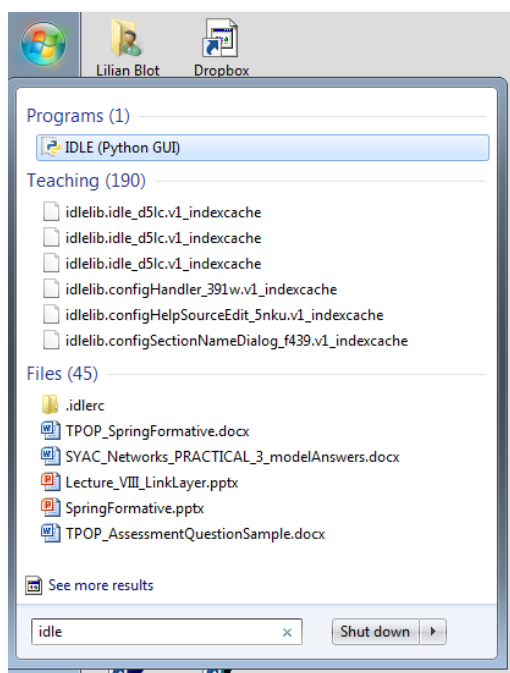 Lilian Blot
Dropbox
Programs (1)
IDLE (Python GUI)
Teaching (190)
idlelib.idle_d5lc.v1_indexcache
idlelib.idle_d5lc.v1_indexcache
idlelib.idle_d5lc.v1_indexcache
idlelib.configHandler_391w.v1_indexcache
idlelib.configHelpSourceEdit_5nku.v1_indexcache
idlelib.configSectionNameDialog_f439.v1_indexcache
Files (45)
.idlerc
TPOP_SpringFormative.docx
SYAC_Networks_PRACTICAL_3_modelAnswers.docx
Lecture_VIII_LinkLayer.pptx
SpringFormative.pptx
TPOP_AssessmentQuestionSample.docx
See more results
idle
Shut down